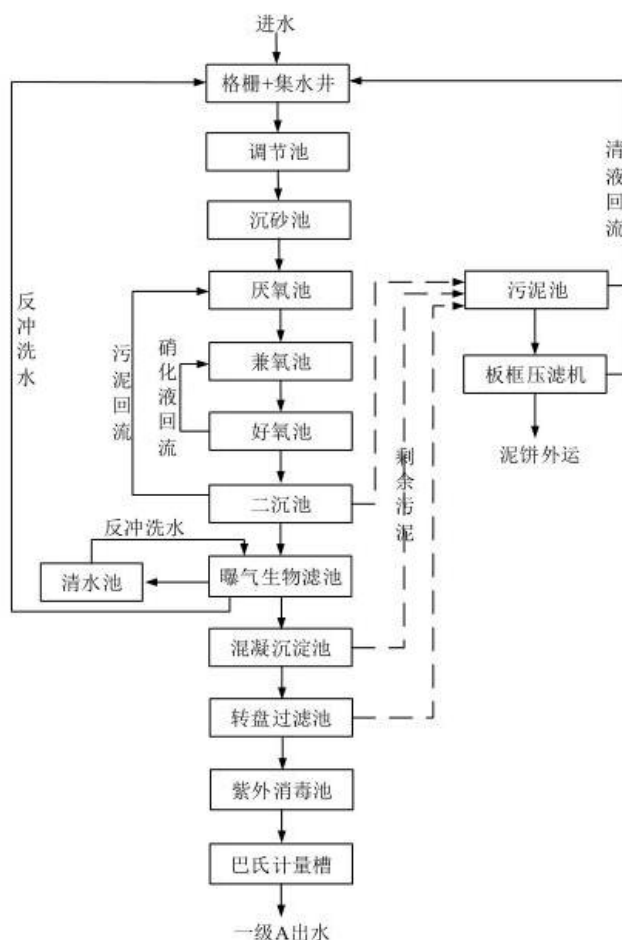 进水
格栅+集水井
调节池
清液回流
沉砂池
反冲洗水
厌氧池
污泥池
污泥回流
硝化液回流
兼氧池
板框压滤机
好氧池
泥饼外运
剩余污泥
二沉池
反冲洗水
清水池
曝气生物滤池
混凝沉淀池
转盘过滤池
紫外消毒池
巴氏计量槽
一级A出水